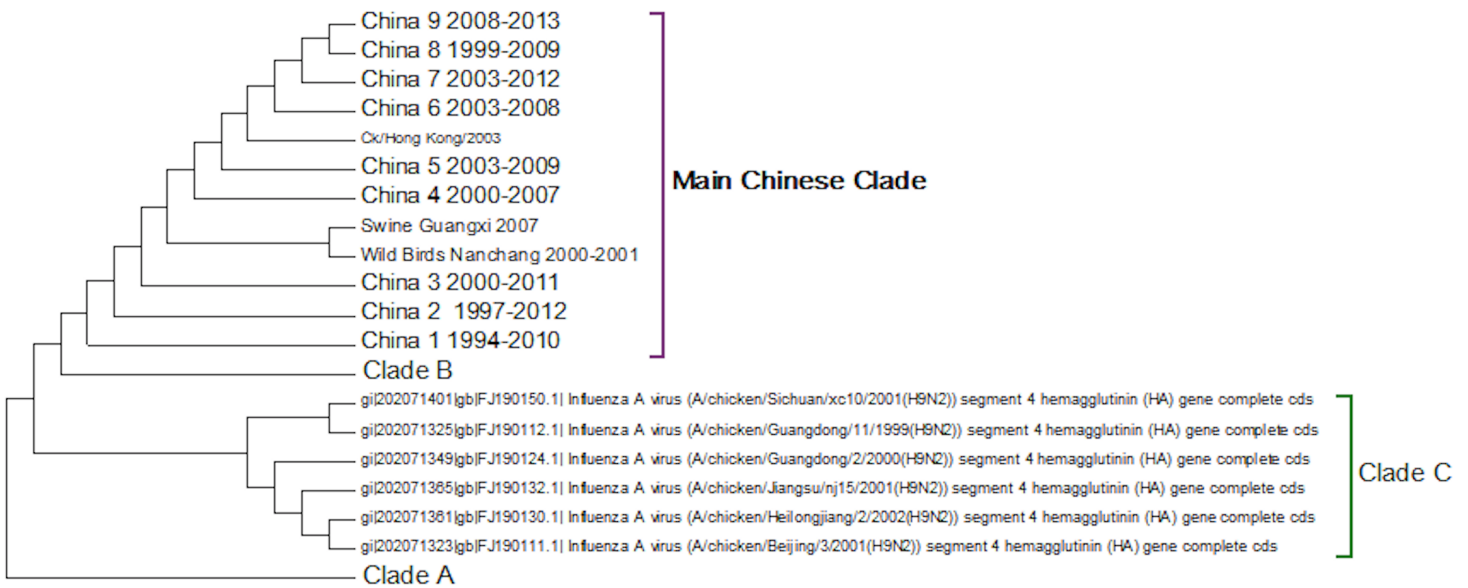 China 9 2008-2013
China 8 1999-2009
China 7 2003-2012
China 6 2003-2008
Ck/Hong Kong/2003
China 5 2003-2009
China 4 2000-2007
Swine Guangxi 2007
Wild Birds Nanchang 2000-2001
China 3 2000-2011
China 2 1997-2012
China 1 1994-2010
Main Chinese Clade
Clade B
gi|202071401|gb|FJ190150.1| Influenza A virus (A/chicken/Sichuan/xc10/2001(H9N2)) segment 4 hemagglutinin (HA) gene complete cds
gi|202071325|gb|FJ190112.1| Influenza A virus (A/chicken/Guangdong/11/1999(H9N2)) segment 4 hemagglutinin (HA) gene complete cds
gi|202071349|gb|FJ190124.1| Influenza A virus (A/chicken/Guangdong/2/2000(H9N2)) segment 4 hemagglutinin (HA) gene complete cds
gi|202071365|gb|FJ190132.1| Influenza A virus (A/chicken/Jiangsu/nj15/2001(H9N2)) segment 4 hemagglutinin (HA) gene complete cds
gi|202071361|gb|FJ190130.1| Influenza A virus (A/chicken/Heilongjiang/2/2002(H9N2)) segment 4 hemagglutinin (HA) gene complete cds
gi|202071323|gb|FJ190111.1| Influenza A virus (A/chicken/Beijing/3/2001(H9N2)) segment 4 hemagglutinin (HA) gene complete cds
Clade C
Clade A